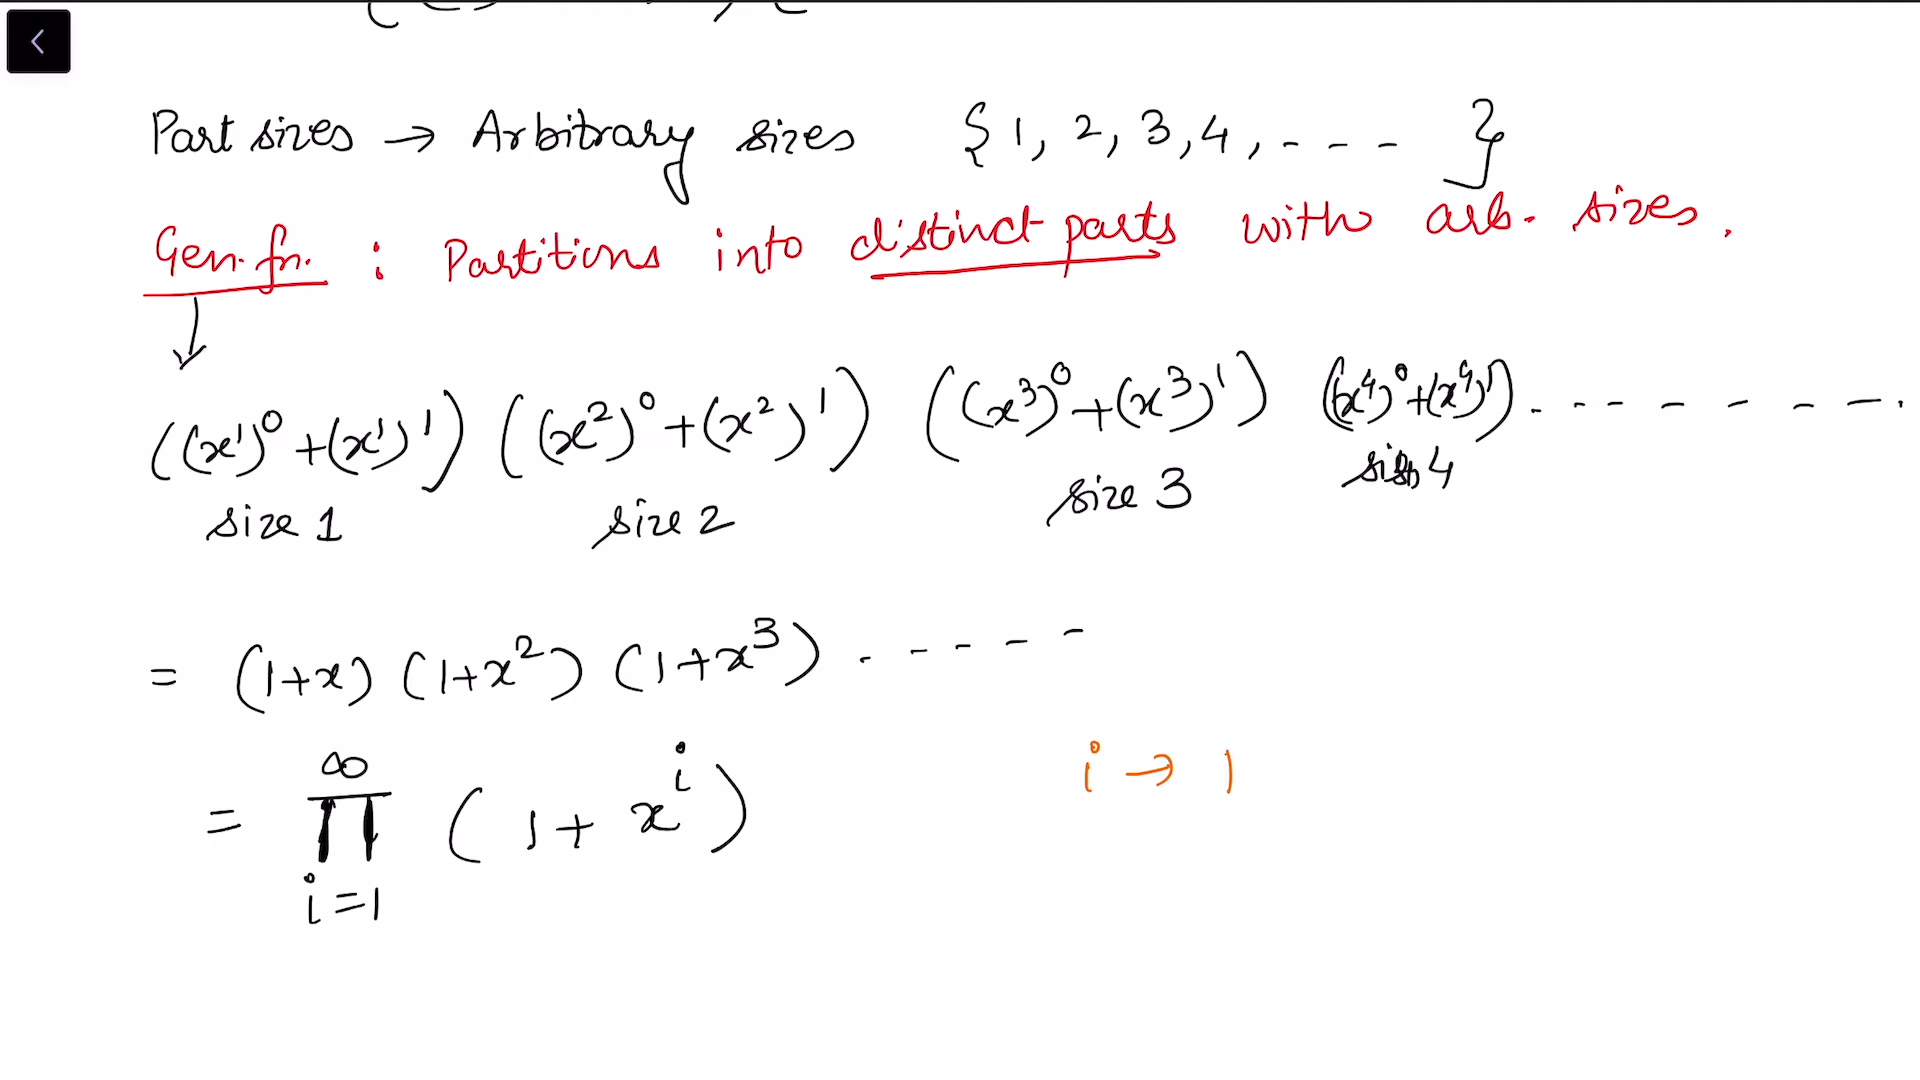 Part sizes → Arbitrary sizes { 1, 2, 3, 4, - - - }
Gen. fn. : Partitions into distinct parts with arb. sizes.
((x¹)⁰ + (x¹)¹) ((x²)⁰ + (x²)¹) ((x³)⁰ + (x³)¹) ((x⁴)⁰ + (x⁴)¹) - - - - - - -
size 1 size 2 size 3 4
= (1+x) (1+x²) (1+x³) - - - - -
= ∏_{i=1}^{∞} (1 + xⁱ) i → 1